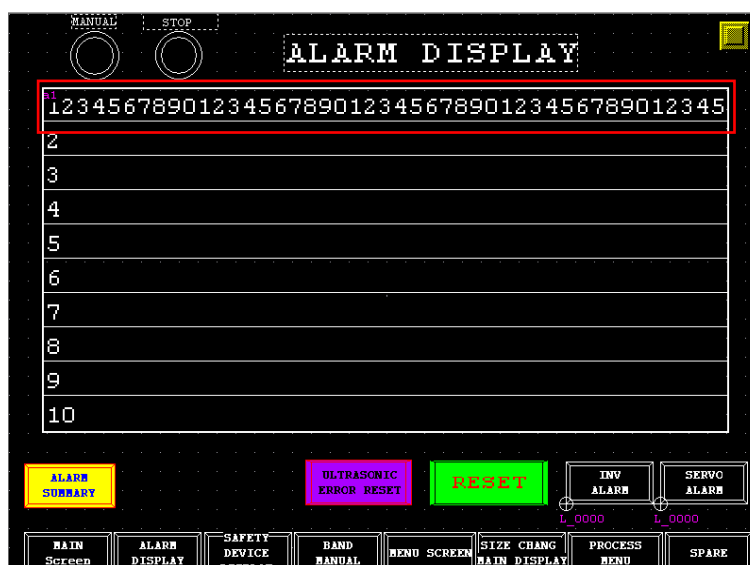 MANUAL STOP
ALARM DISPLAY
a1
123456789012345678901234567890123456789012345
2
3
4
5
6
7
8
9
10
ALARM
SUMMARY
ULTRASONIC
ERROR RESET
RESET
INV
ALARM
SERVO
ALARM
L_0000 L_0000
MAIN
Screen
ALARM
DISPLAY
SAFETY
DEVICE
BAND
MANUAL
MENU SCREEN
SIZE CHANG
MAIN DISPLAY
PROCESS
MENU
SPARE